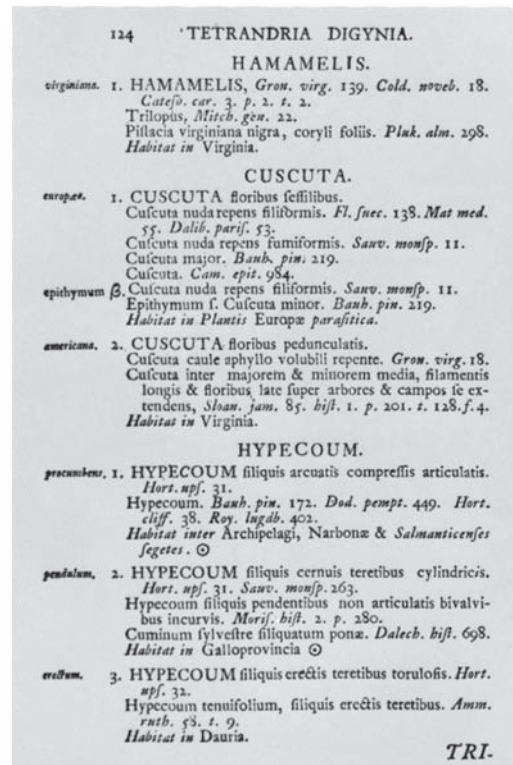 124 TETRANDRIA DIGYNIA.
HAMAMELIS.
virginiana. 1. HAMAMELIS, Gron. virg. 139. Cold. noveb. 18.
Catesb. car. 3. p. 2. t. 2.
Trilopus, Mitch. gen. 22.
Piſtacia virginiana nigra, coryli foliis. Pluk. alm. 298.
Habitat in Virginia.
CUSCUTA.
europæa. 1. CUSCUTA floribus ſeſſilibus.
Cuſcuta nuda repens filiformis. Fl. ſuec. 138. Mat med.
55. Dalib. pariſ. 53.
Cuſcuta nuda repens fumiformis. Sauv. monſp. 11.
Cuſcuta major. Bauh. pin. 219.
Cuſcuta. Cam. epit. 984.
epithymum β. Cuſcuta nuda repens filiformis. Sauv. monſp. 11.
Epithymum ſ. Cuſcuta minor. Bauh. pin. 219.
Habitat in Plantis Europæ paraſitica.
americana. 2. CUSCUTA floribus pedunculatis.
Cuſcuta caule aphyllo volubili repente. Gron. virg. 18.
Cuſcuta inter majorem & minorem media, filamentis
longis & floribus late ſuper arbores & campos ſe ex-
tendens, Sloan. jam. 85. hiſt. 1. p. 201. t. 128. f. 4.
Habitat in Virginia.
HYPECOUM.
procumbens. 1. HYPECOUM ſiliquis arcuatis compreſſis articulatis.
Hort. upſ. 31.
Hypecoum. Bauh. pin. 172. Dod. pempt. 449. Hort.
cliff. 38. Roy. lugdb. 402.
Habitat inter Archipelagi, Narbonæ & Salmanticenſes
ſegetes. ☉
pendulum. 2. HYPECOUM ſiliquis cernuis teretibus cylindricis.
Hort. upſ. 31. Sauv. monſp. 263.
Hypecoum ſiliquis pendentibus non articulatis bivalvi-
bus incurvis. Moriſ. hiſt. 2. p. 280.
Cuminum ſylveſtre ſiliquatum ponæ. Dalech. hiſt. 698.
Habitat in Galloprovincia ☉
erectum. 3. HYPECOUM ſiliquis erectis teretibus toruloſis. Hort.
upſ. 32.
Hypecoum tenuifolium, ſiliquis erectis teretibus. Amm.
ruth. 58. t. 9.
Habitat in Dauria.
TRI-